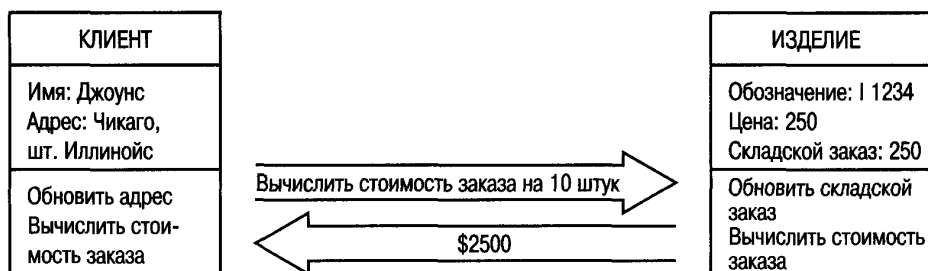 КЛИЕНТ
Имя: Джоунс
Адрес: Чикаго,
шт. Иллинойс
Обновить адрес
Вычислить стои-
мость заказа
Вычислить стоимость заказа на 10 штук
$2500
ИЗДЕЛИЕ
Обозначение: I 1234
Цена: 250
Складской заказ: 250
Обновить складской
заказ
Вычислить стоимость
заказа